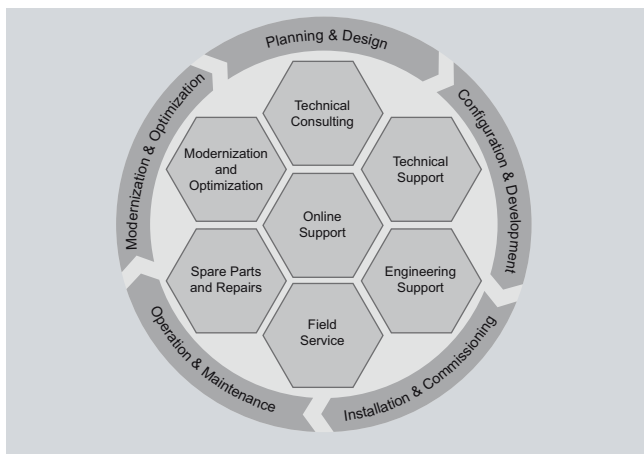 Planning & Design
Configuration & Development
Installation & Commissioning
Operation & Maintenance
Modernization & Optimization
Technical
Consulting
Modernization
and
Optimization
Technical
Support
Online
Support
Spare Parts
and Repairs
Engineering
Support
Field
Service